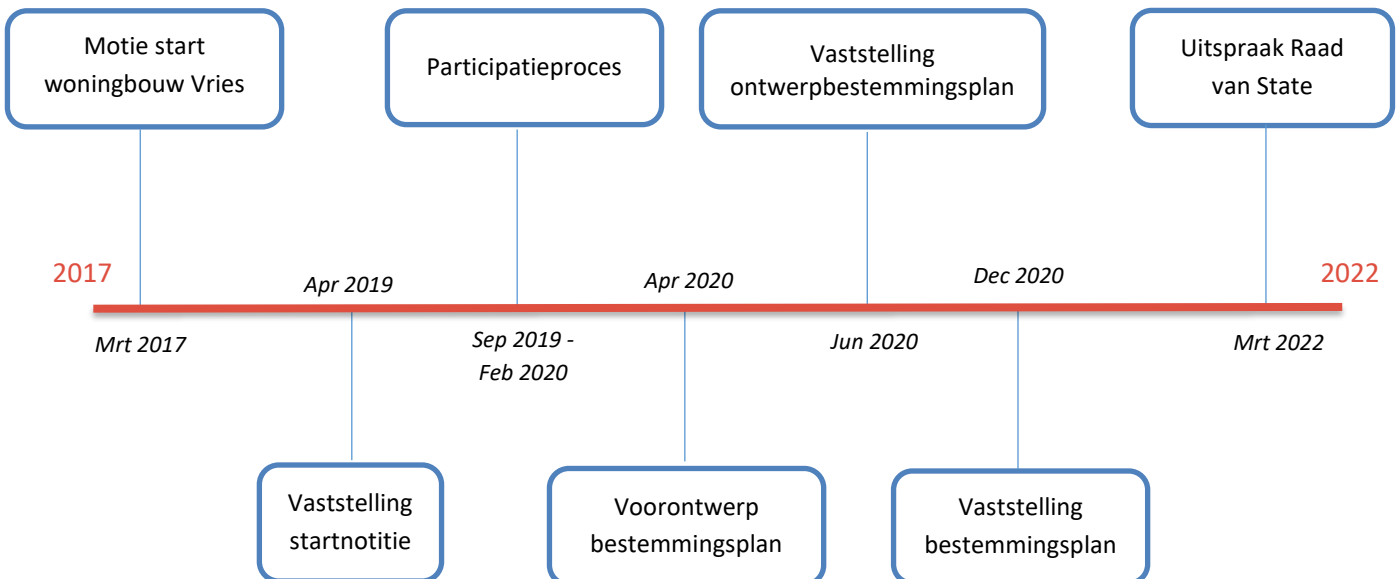 Motie start
woningbouw Vries
Participatieproces
Vaststelling
ontwerpbestemmingsplan
Uitspraak Raad
van State
2017
Apr 2019
Apr 2020
Dec 2020
2022
Mrt 2017
Sep 2019 -
Feb 2020
Jun 2020
Mrt 2022
Vaststelling
startnotitie
Voorontwerp
bestemmingsplan
Vaststelling
bestemmingsplan